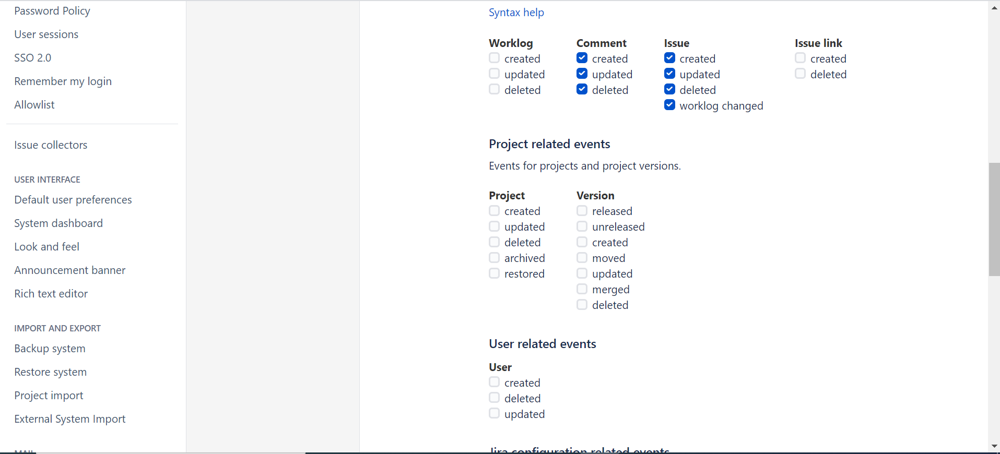 Password Policy
User sessions
SSO 2.0
Remember my login
Allowlist
Issue collectors
USER INTERFACE
Default user preferences
System dashboard
Look and feel
Announcement banner
Rich text editor
IMPORT AND EXPORT
Backup system
Restore system
Project import
External System Import
MAIL
Syntax help
Worklog Comment Issue Issue link
created created created created
updated updated updated deleted
deleted deleted deleted
worklog changed
Project related events
Events for projects and project versions.
Project Version
created released
updated unreleased
deleted created
archived moved
restored updated
merged
deleted
User related events
User
created
deleted
updated
Jira configuration related events